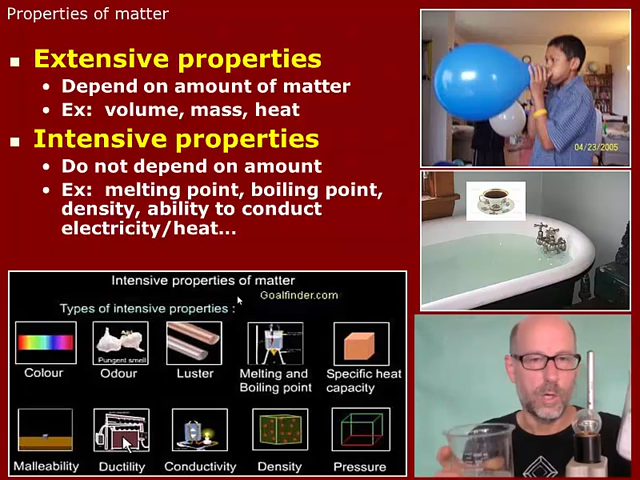 Properties of matter
Extensive properties
Depend on amount of matter
Ex: volume, mass, heat
Intensive properties
Do not depend on amount
Ex: melting point, boiling point,
density, ability to conduct
electricity/heat...
04/23/2005
Intensive properties of matter
Goalfinder.com
Types of intensive properties :
Pungent smell
Colour
Odour
Luster
Melting and
Boiling point
Specific heat
capacity
Malleability
Ductility
Conductivity
Density
Pressure